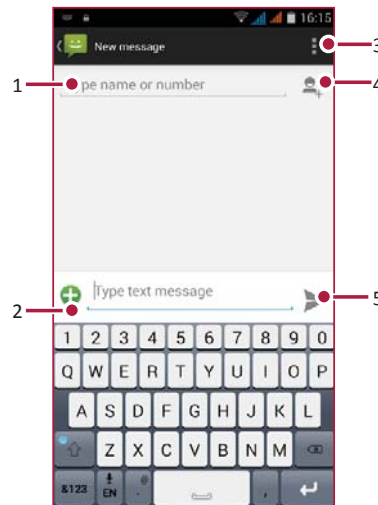 16:15
New message
3
1
pe name or number
4
Type text message
2
5
1 2 3 4 5 6 7 8 9 0
Q W E R T Y U I O P
A S D F G H J K L
Z X C V B N M
&123 EN . @ ,